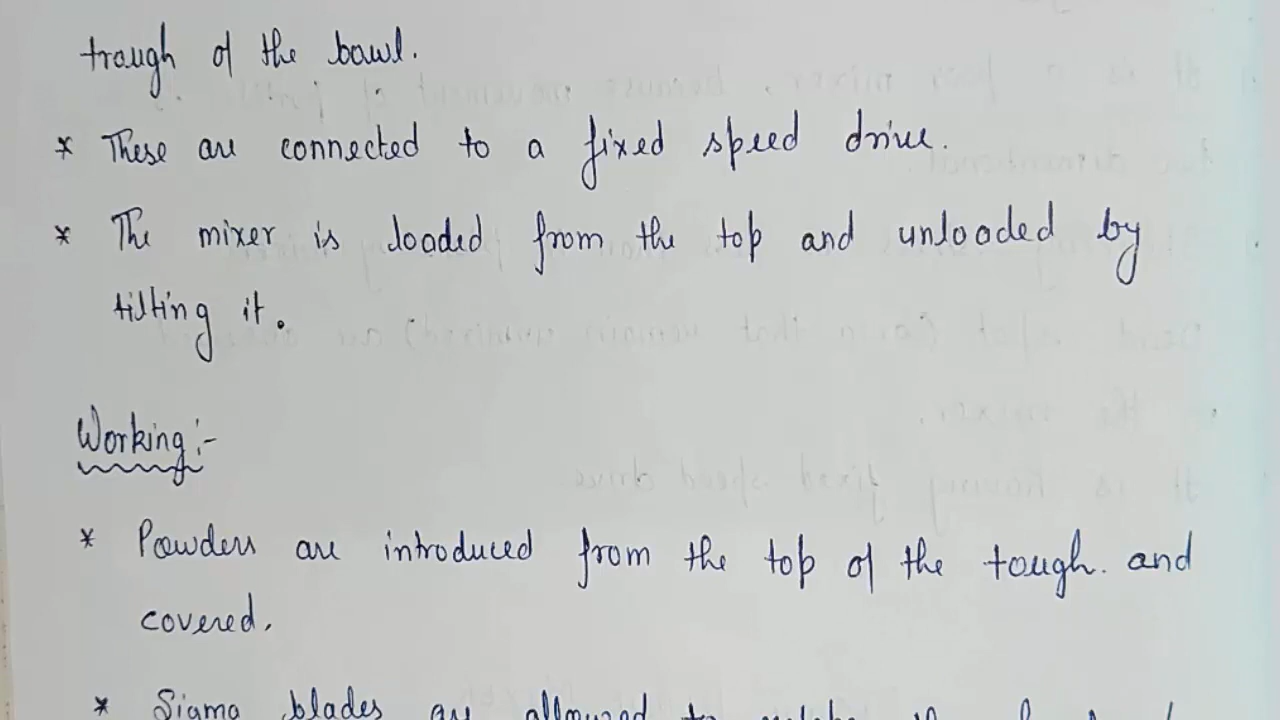 trough of the bowl.
* These are connected to a fixed speed drive.
* The mixer is loaded from the top and unloaded by
tilting it.
Working :-
* Powders are introduced from the top of the tough. and
covered.
* Sigma blades are allowed to